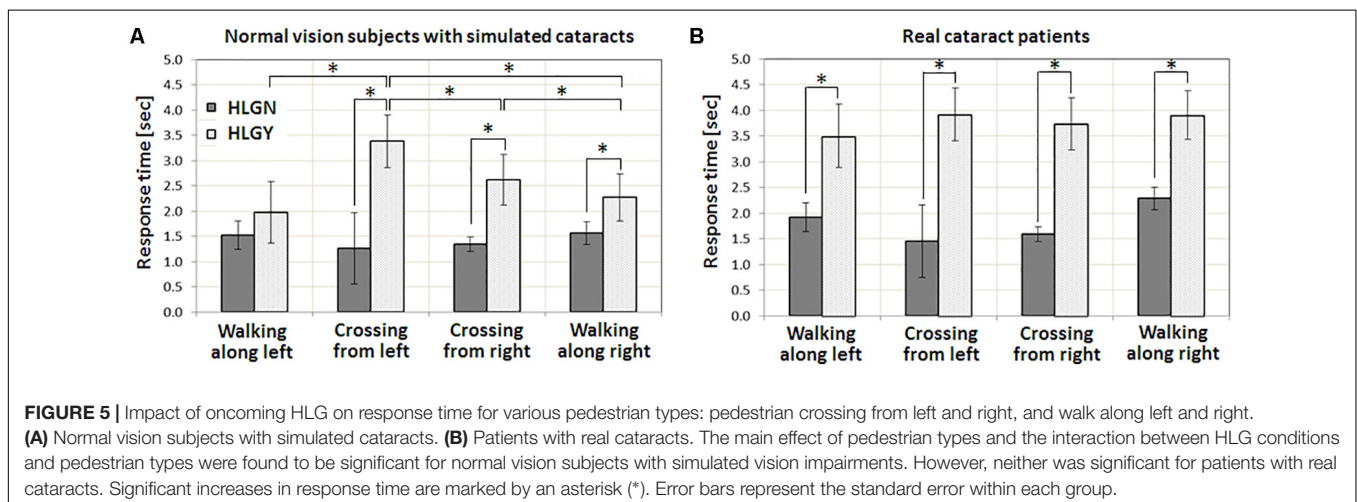 A Normal vision subjects with simulated cataracts
5.0
4.5
4.0
3.5
3.0
2.5
2.0
1.5
1.0
0.5
0.0
Response time [sec]
HLGN
HLGY
* * * * * * *
Walking along left
Crossing from left
Crossing from right
Walking along right
B Real cataract patients
5.0
4.5
4.0
3.5
3.0
2.5
2.0
1.5
1.0
0.5
0.0
Response time [sec]
* * * *
Walking along left
Crossing from left
Crossing from right
Walking along right
FIGURE 5 | Impact of oncoming HLG on response time for various pedestrian types: pedestrian crossing from left and right, and walk along left and right.
(A) Normal vision subjects with simulated cataracts. (B) Patients with real cataracts. The main effect of pedestrian types and the interaction between HLG conditions
and pedestrian types were found to be significant for normal vision subjects with simulated vision impairments. However, neither was significant for patients with real
cataracts. Significant increases in response time are marked by an asterisk (*). Error bars represent the standard error within each group.